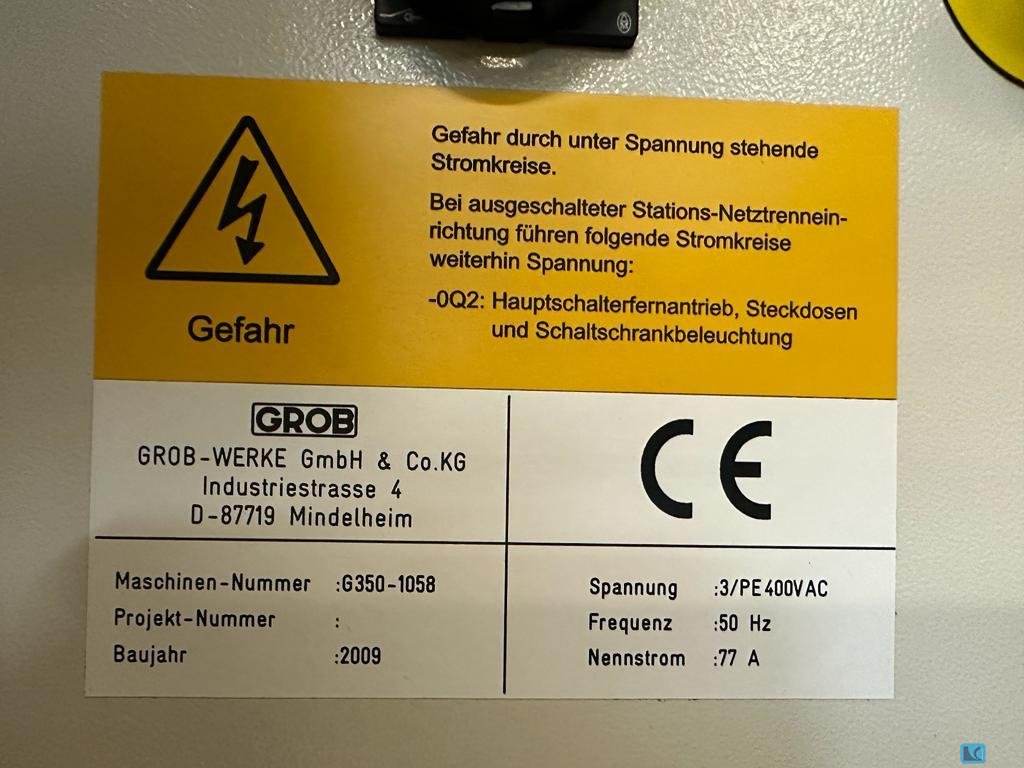 Gefahr durch unter Spannung stehende
Stromkreise.
Bei ausgeschalteter Stations-Netztrennein-
richtung führen folgende Stromkreise
weiterhin Spannung:
-0Q2: Hauptschalterfernantrieb, Steckdosen
und Schaltschrankbeleuchtung
Gefahr
GROB
GROB-WERKE GmbH & Co.KG
Industriestrasse 4
D-87719 Mindelheim
CE
Maschinen-Nummer :G350-1058
Projekt-Nummer :
Baujahr :2009
Spannung :3/PE400VAC
Frequenz :50 Hz
Nennstrom :77 A